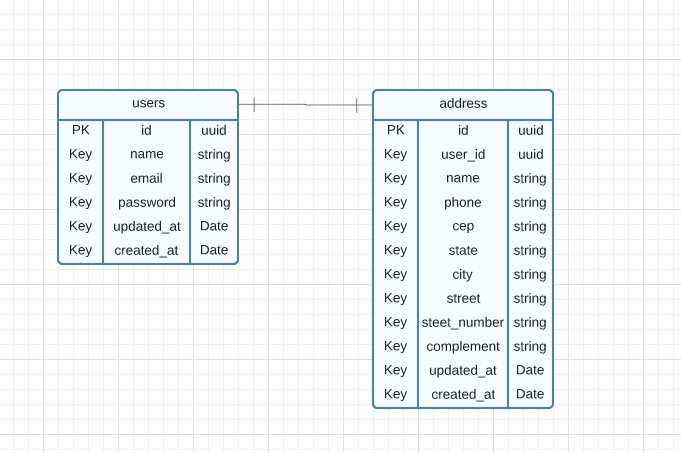 users
PK id uuid
Key name string
Key email string
Key password string
Key updated_at Date
Key created_at Date
address
PK id uuid
Key user_id uuid
Key name string
Key phone string
Key cep string
Key state string
Key city string
Key street string
Key steet_number string
Key complement string
Key updated_at Date
Key created_at Date